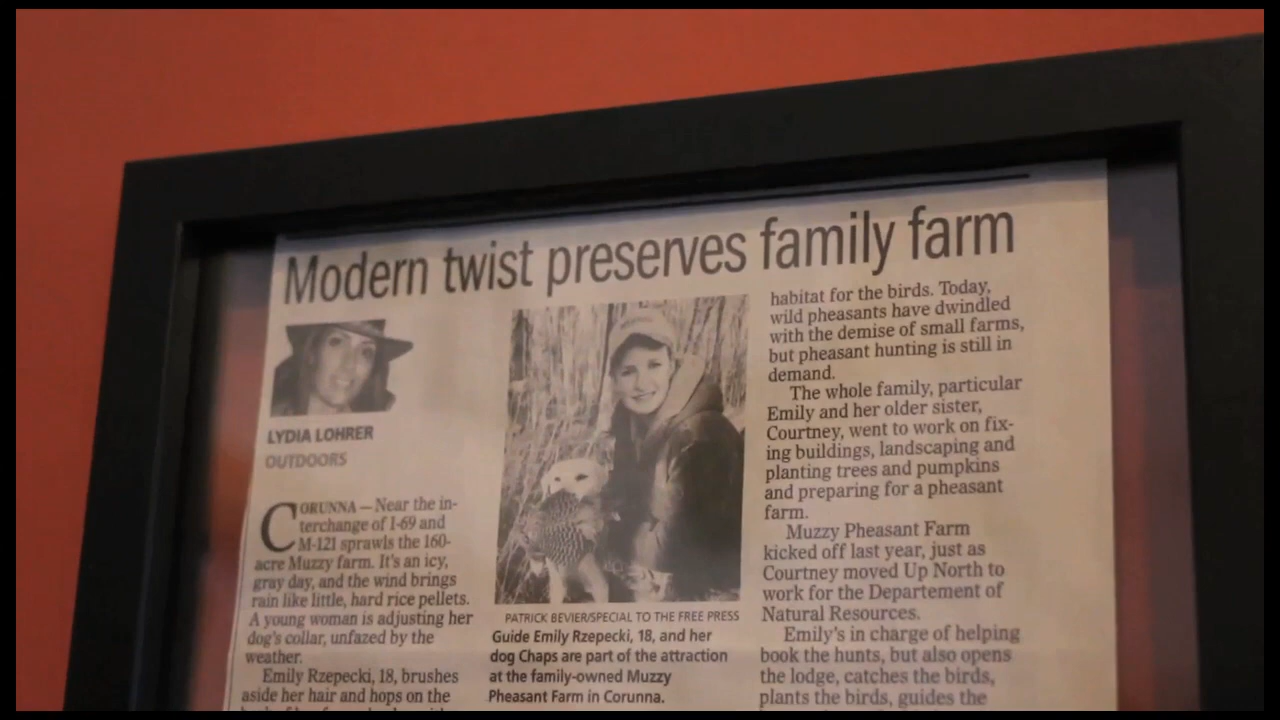 Modern twist preserves family farm
LYDIA LOHRER
OUTDOORS
CORUNNA — Near the in-
terchange of I-69 and
M-121 sprawls the 160-
acre Muzzy farm. It's an icy,
gray day, and the wind brings
rain like little, hard rice pellets.
A young woman is adjusting her
dog's collar, unfazed by the
weather.
Emily Rzepecki, 18, brushes
aside her hair and hops on the
PATRICK BEVIER/SPECIAL TO THE FREE PRESS
Guide Emily Rzepecki, 18, and her
dog Chaps are part of the attraction
at the family-owned Muzzy
Pheasant Farm in Corunna.
habitat for the birds. Today,
wild pheasants have dwindled
with the demise of small farms,
but pheasant hunting is still in
demand.
The whole family, particular
Emily and her older sister,
Courtney, went to work on fix-
ing buildings, landscaping and
planting trees and pumpkins
and preparing for a pheasant
farm.
Muzzy Pheasant Farm
kicked off last year, just as
Courtney moved Up North to
work for the Departement of
Natural Resources.
Emily's in charge of helping
book the hunts, but also opens
the lodge, catches the birds,
plants the birds, guides the